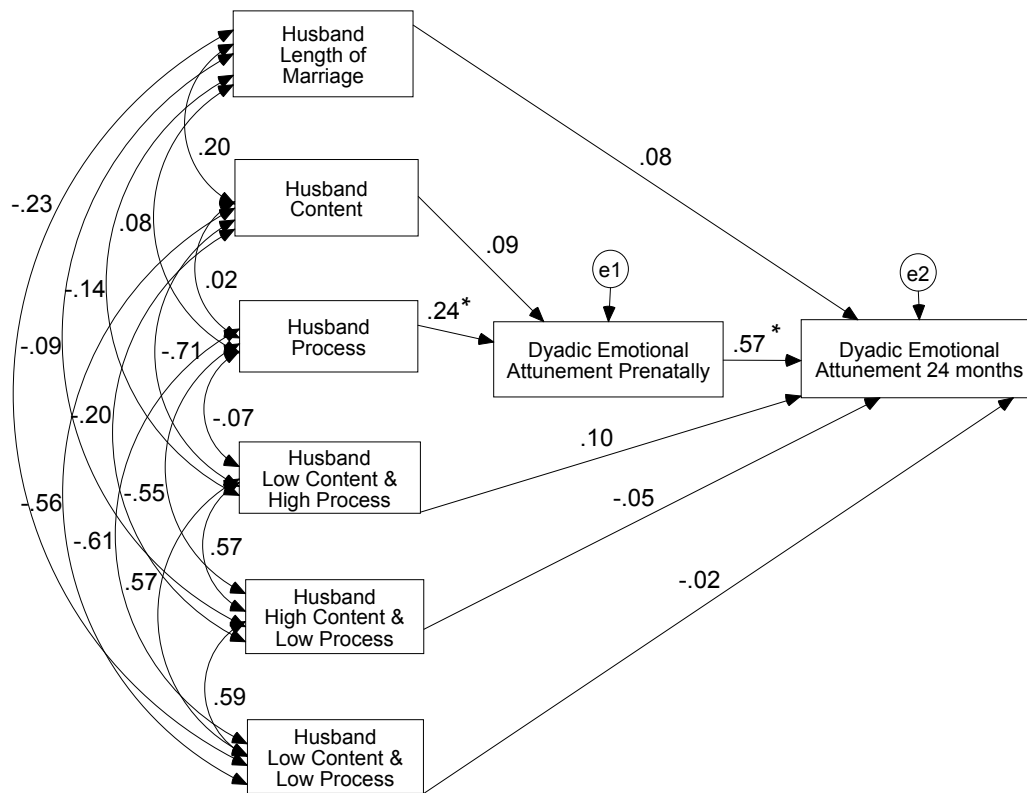 Husband
Length of
Marriage
.20
.08
-.23
Husband
Content
.08
.09
e1
e2
.02
-.14
.24*
Husband
Process
Dyadic Emotional
Attunement Prenatally
.57 *
Dyadic Emotional
Attunement 24 months
-.09
-.71
-.07
-.20
.10
Husband
Low Content &
High Process
-.05
-.55
-.56
-.61
.57
.57
-.02
Husband
High Content &
Low Process
.59
Husband
Low Content &
Low Process